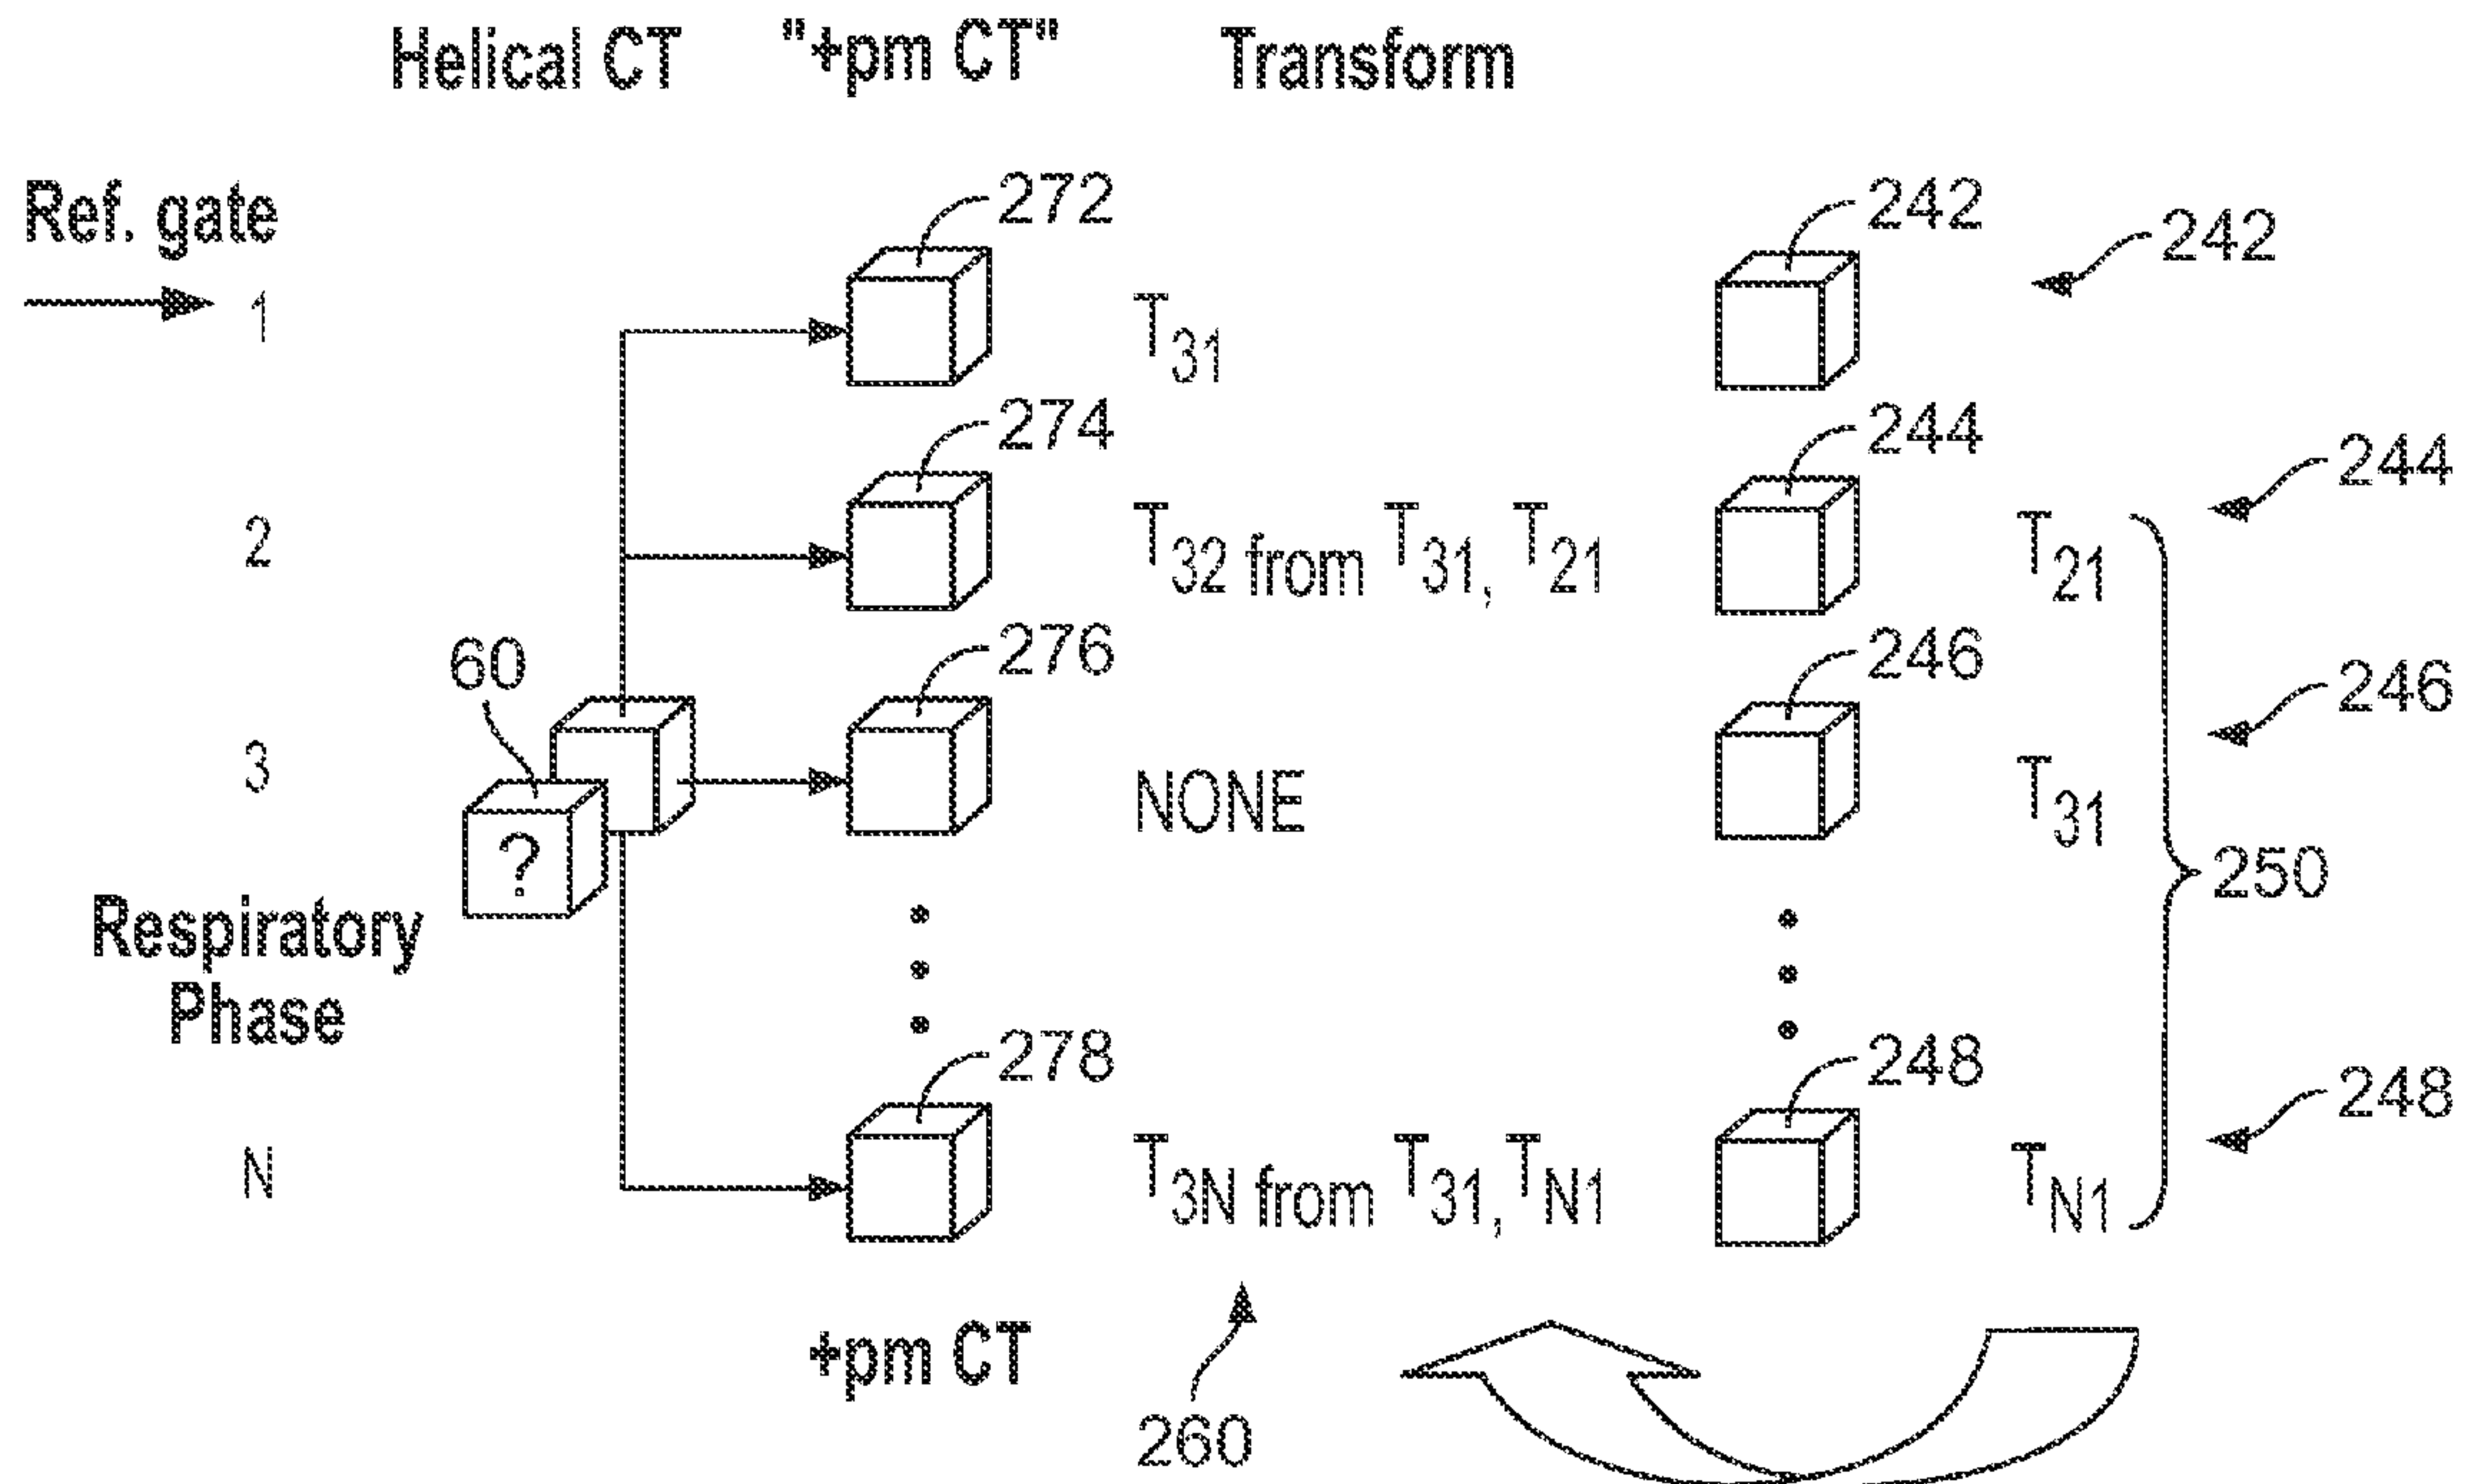 Helical CT "+pm CT" Transform
Ref. gate
272 242 242
1 T31
274 244 244
2 T32 from T31, T21 T21
60 276 246 246
3 NONE T31
?
250
Respiratory
Phase
278 248 248
N T3N from T31, TN1 TN1
+pm CT
260